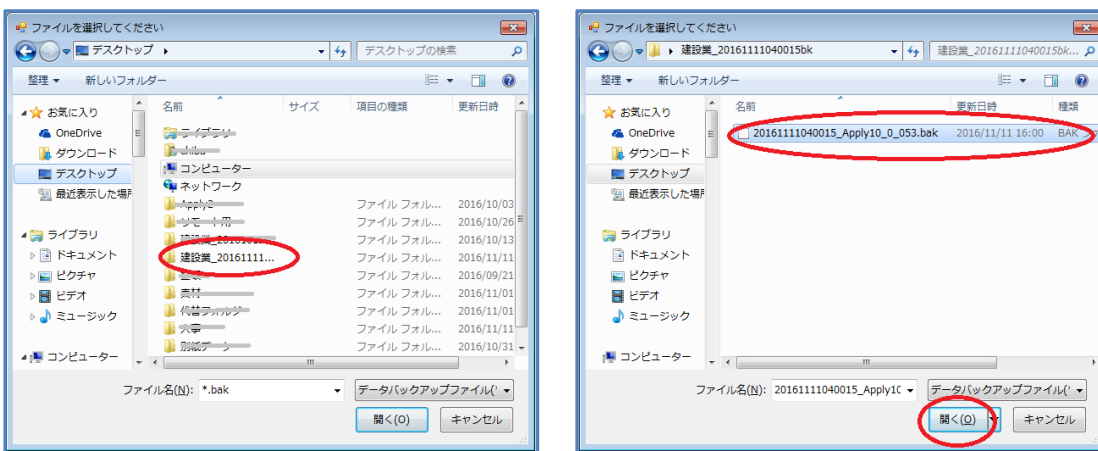 ファイルを選択してください
デスクトップ
デスクトップの検索
整理 新しいフォルダー
お気に入り
OneDrive
ダウンロード
デスクトップ
最近表示した場所
ライブラリ
ドキュメント
ピクチャ
ビデオ
ミュージック
コンピューター
名前 サイズ 項目の種類 更新日時
ライブラリ
コンピューター
ネットワーク
Apply2 ファイル フォル... 2016/10/03
リモート用 ファイル フォル... 2016/10/26
ファイル フォル... 2016/10/13
建設業_20161111... ファイル フォル... 2016/11/11
ファイル フォル... 2016/09/21
素材 ファイル フォル... 2016/11/01
代替フォルダ ファイル フォル... 2016/11/01
ファイル フォル... 2016/11/11
ファイル フォル... 2016/10/31
ファイル名(N): *.bak データバックアップファイル('
開く(O) キャンセル
ファイルを選択してください
建設業_20161111040015bk
建設業_20161111040015bk...
整理 新しいフォルダー
お気に入り
OneDrive
ダウンロード
デスクトップ
最近表示した場所
ライブラリ
ドキュメント
ピクチャ
ビデオ
ミュージック
コンピューター
名前 更新日時 種類
20161111040015_Apply10_0_053.bak 2016/11/11 16:00 BAK ファ
ファイル名(N): 20161111040015_Apply1( データバックアップファイル('
開く(O) キャンセル